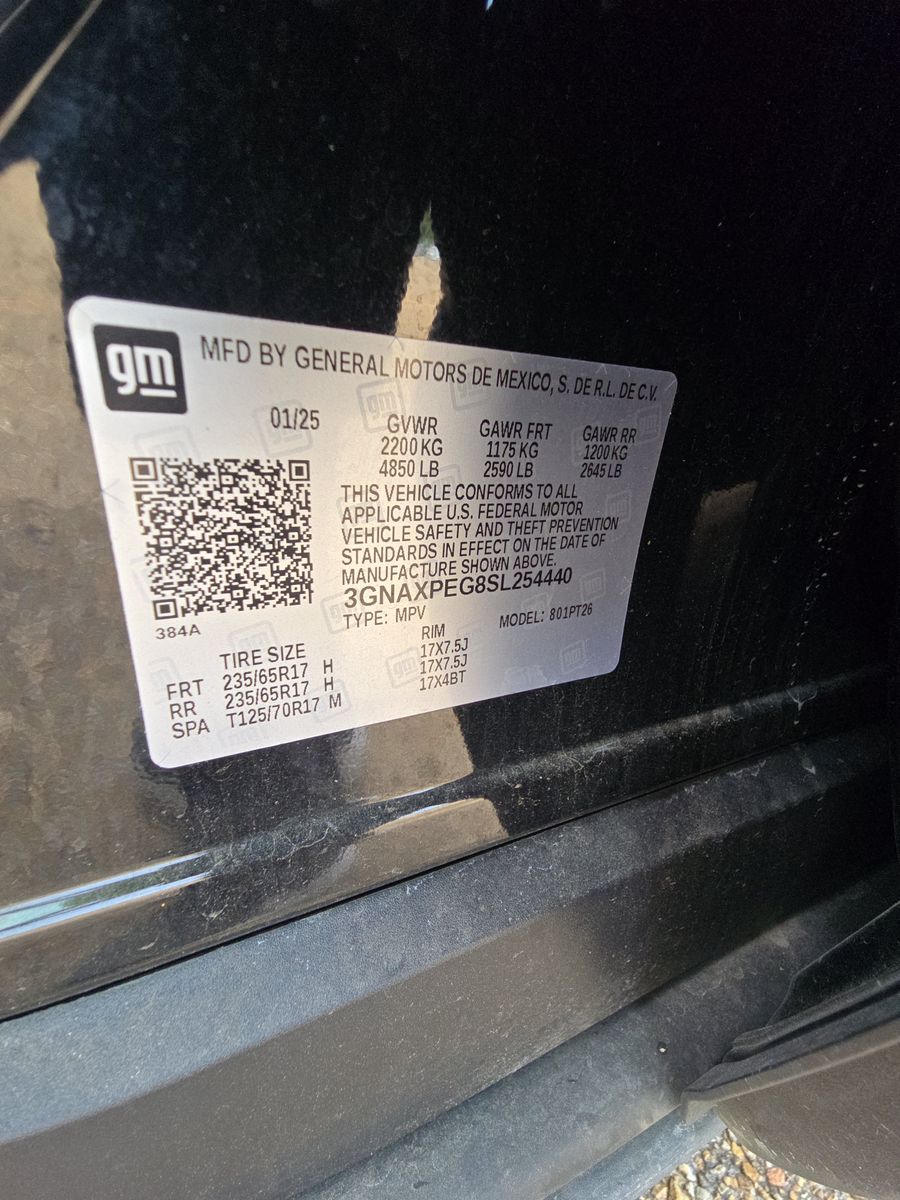 gm
MFD BY GENERAL MOTORS DE MEXICO, S. DE R.L. DE C.V.
01/25 GVWR GAWR FRT GAWR RR
2200 KG 1175 KG 1200 KG
4850 LB 2590 LB 2645 LB
THIS VEHICLE CONFORMS TO ALL
APPLICABLE U.S. FEDERAL MOTOR
VEHICLE SAFETY AND THEFT PREVENTION
STANDARDS IN EFFECT ON THE DATE OF
MANUFACTURE SHOWN ABOVE.
3GNAXPEG8SL254440
384A
TYPE: MPV MODEL: 801PT26
TIRE SIZE RIM
FRT 235/65R17 H 17X7.5J
RR 235/65R17 H 17X7.5J
SPA T125/70R17 M 17X4BT